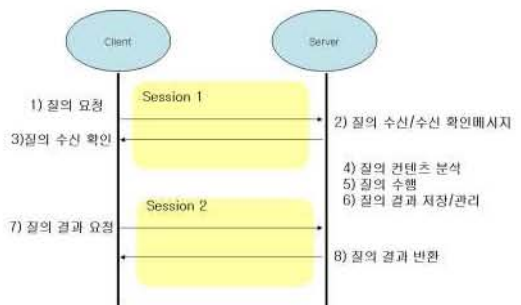 Client
Server
Session 1
1) 질의 요청
2) 질의 수신/수신 확인메시지
3)질의 수신 확인
4) 질의 컨텐츠 분석
5) 질의 수행
6) 질의 결과 저장/관리
Session 2
7) 질의 결과 요청
8) 질의 결과 반환